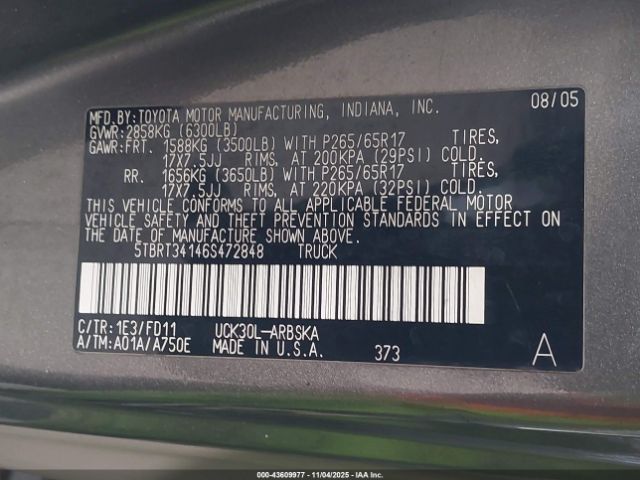 MFD.BY:TOYOTA MOTOR MANUFACTURING, INDIANA, INC. 08/05
GVWR:2858KG (6300LB)
GAWR:FRT. 1588KG (3500LB) WITH P265/65R17 TIRES,
17X7.5JJ RIMS, AT 200KPA (29PSI) COLD.
RR. 1656KG (3650LB) WITH P265/65R17 TIRES,
17X7.5JJ RIMS, AT 220KPA (32PSI) COLD.
THIS VEHICLE CONFORMS TO ALL APPLICABLE FEDERAL MOTOR
VEHICLE SAFETY AND THEFT PREVENTION STANDARDS IN EFFECT ON
THE DATE OF MANUFACTURE SHOWN ABOVE.
5TBRT34146S472848 TRUCK
C/TR:1E3/FD11 UCK30L-ARBSKA
A/TM:A01A/A750E MADE IN U.S.A. 373 A
000-43609977 - 11/04/2025 - IAA Inc.